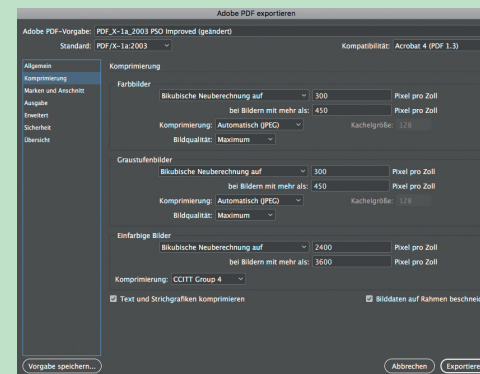 Adobe PDF exportieren
Adobe PDF-Vorgabe: PDF_X-1a_2003 PSO Improved (geändert)
Standard: PDF/X-1a:2003 Kompatibilität: Acrobat 4 (PDF 1.3)
Allgemein
Komprimierung
Marken und Anschnitt
Ausgabe
Erweitert
Sicherheit
Übersicht
Komprimierung
Farbbilder
Bikubische Neuberechnung auf 300 Pixel pro Zoll
bei Bildern mit mehr als: 450 Pixel pro Zoll
Komprimierung: Automatisch (JPEG) Kachelgröße: 128
Bildqualität: Maximum
Graustufenbilder
Bikubische Neuberechnung auf 300 Pixel pro Zoll
bei Bildern mit mehr als: 450 Pixel pro Zoll
Komprimierung: Automatisch (JPEG) Kachelgröße: 128
Bildqualität: Maximum
Einfarbige Bilder
Bikubische Neuberechnung auf 2400 Pixel pro Zoll
bei Bildern mit mehr als: 3600 Pixel pro Zoll
Komprimierung: CCITT Group 4
Text und Strichgrafiken komprimieren Bilddaten auf Rahmen beschneid
Vorgabe speichern... Abbrechen Exportiere